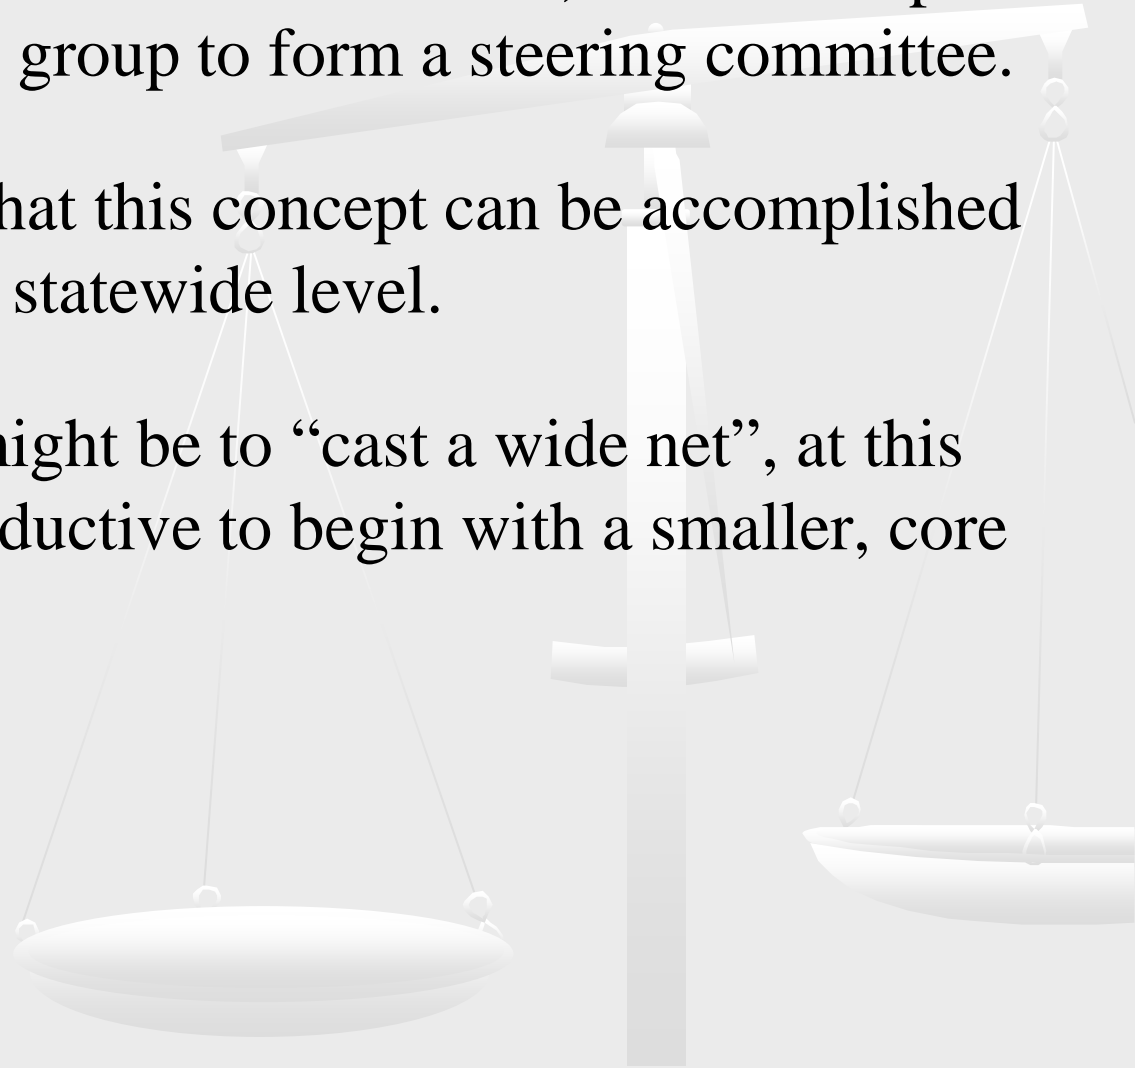 group to form a steering committee.
hat this concept can be accomplished
statewide level.
ight be to “cast a wide net”, at this
ductive to begin with a smaller, core